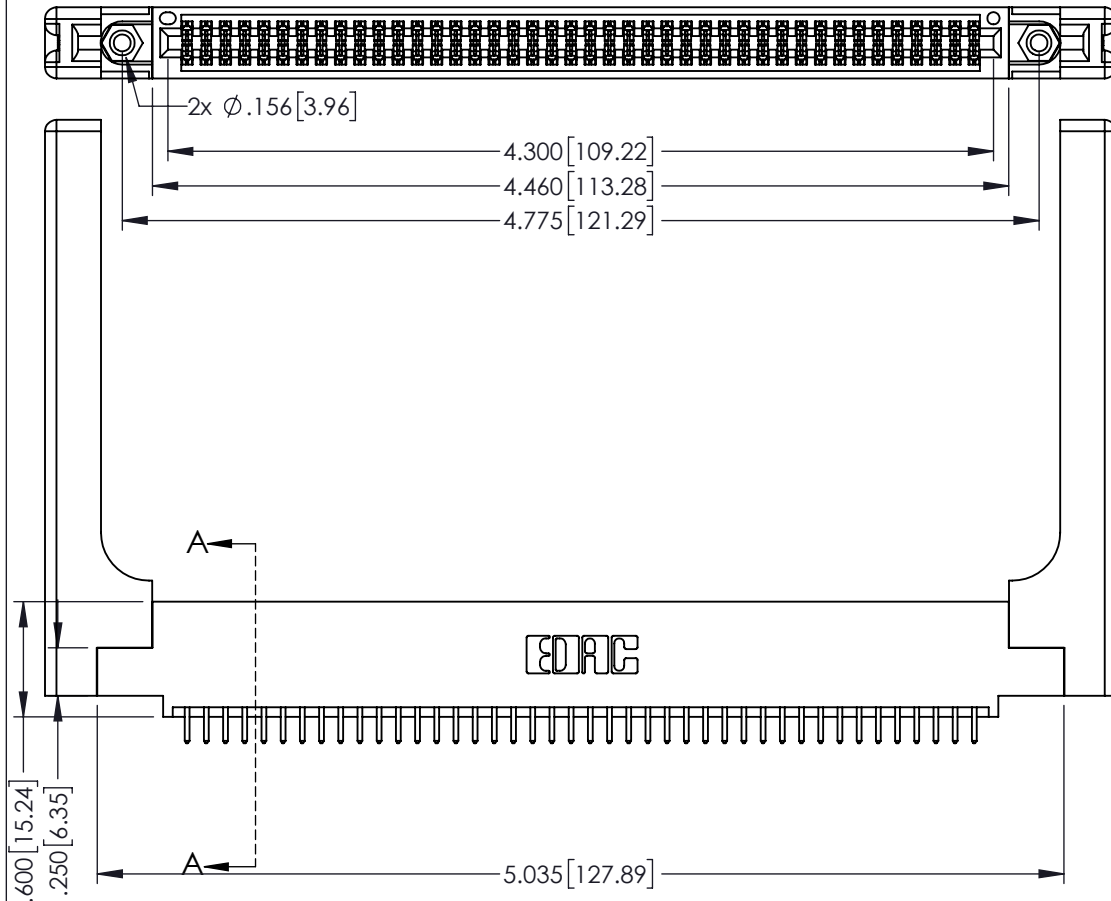 2x ∅ .156[3.96]
4.300[109.22]
4.460[113.28]
4.775[121.29]
A
EDAC
.600[15.24]
.250[6.35]
A
5.035[127.89]